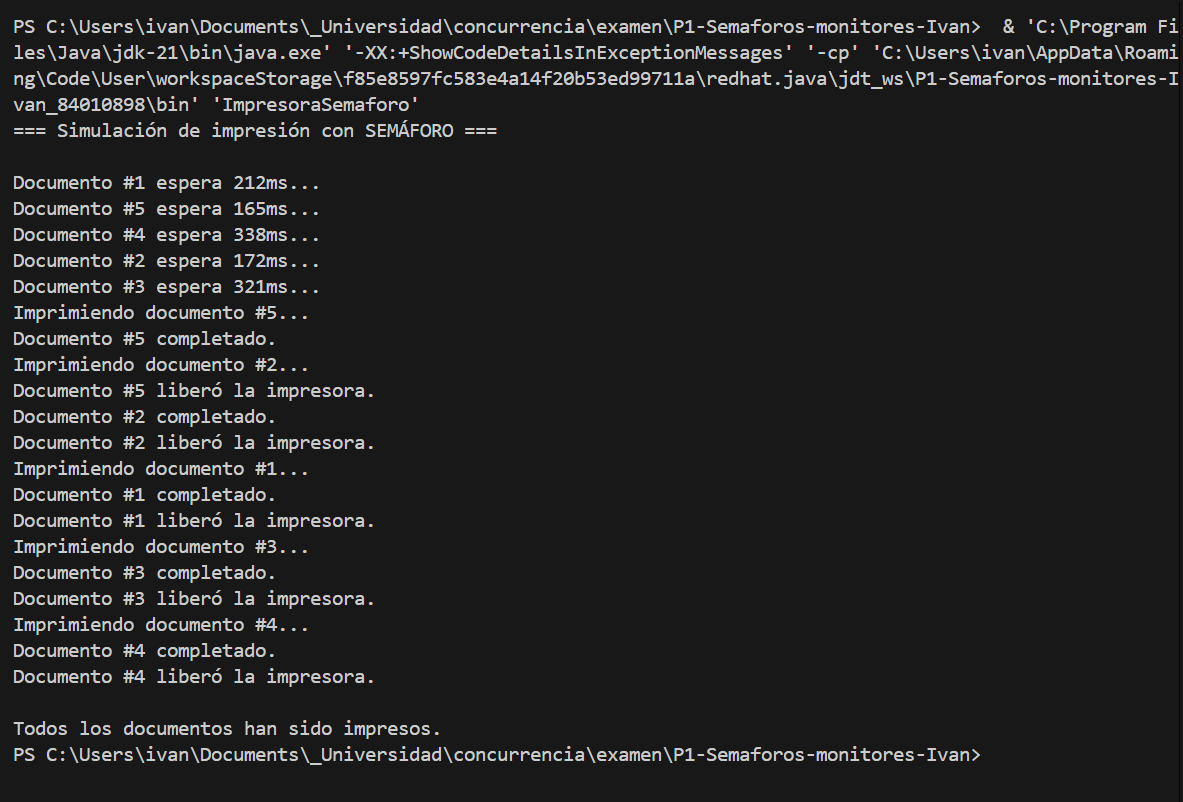 PS C:\Users\ivan\Documents\_Universidad\concurrencia\examen\P1-Semaforos-monitores-Ivan>  & 'C:\Program Fi
les\Java\jdk-21\bin\java.exe' '-XX:+ShowCodeDetailsInExceptionMessages' '-cp' 'C:\Users\ivan\AppData\Roami
ng\Code\User\workspaceStorage\f85e8597fc583e4a14f20b53ed99711a\redhat.java\jdt_ws\P1-Semaforos-monitores-I
van_84010898\bin' 'ImpresoraSemaforo'
=== Simulación de impresión con SEMÁFORO ===

Documento #1 espera 212ms...
Documento #5 espera 165ms...
Documento #4 espera 338ms...
Documento #2 espera 172ms...
Documento #3 espera 321ms...
Imprimiendo documento #5...
Documento #5 completado.
Imprimiendo documento #2...
Documento #5 liberó la impresora.
Documento #2 completado.
Documento #2 liberó la impresora.
Imprimiendo documento #1...
Documento #1 completado.
Documento #1 liberó la impresora.
Imprimiendo documento #3...
Documento #3 completado.
Documento #3 liberó la impresora.
Imprimiendo documento #4...
Documento #4 completado.
Documento #4 liberó la impresora.

Todos los documentos han sido impresos.
PS C:\Users\ivan\Documents\_Universidad\concurrencia\examen\P1-Semaforos-monitores-Ivan>